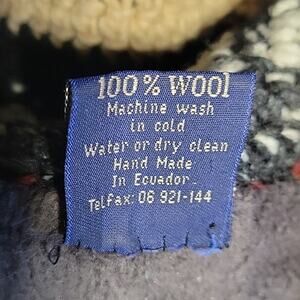 100% WOOL
Machine wash
in cold
Water or dry clean
Hand Made
In Ecuador.
Telfax: 06 921-144